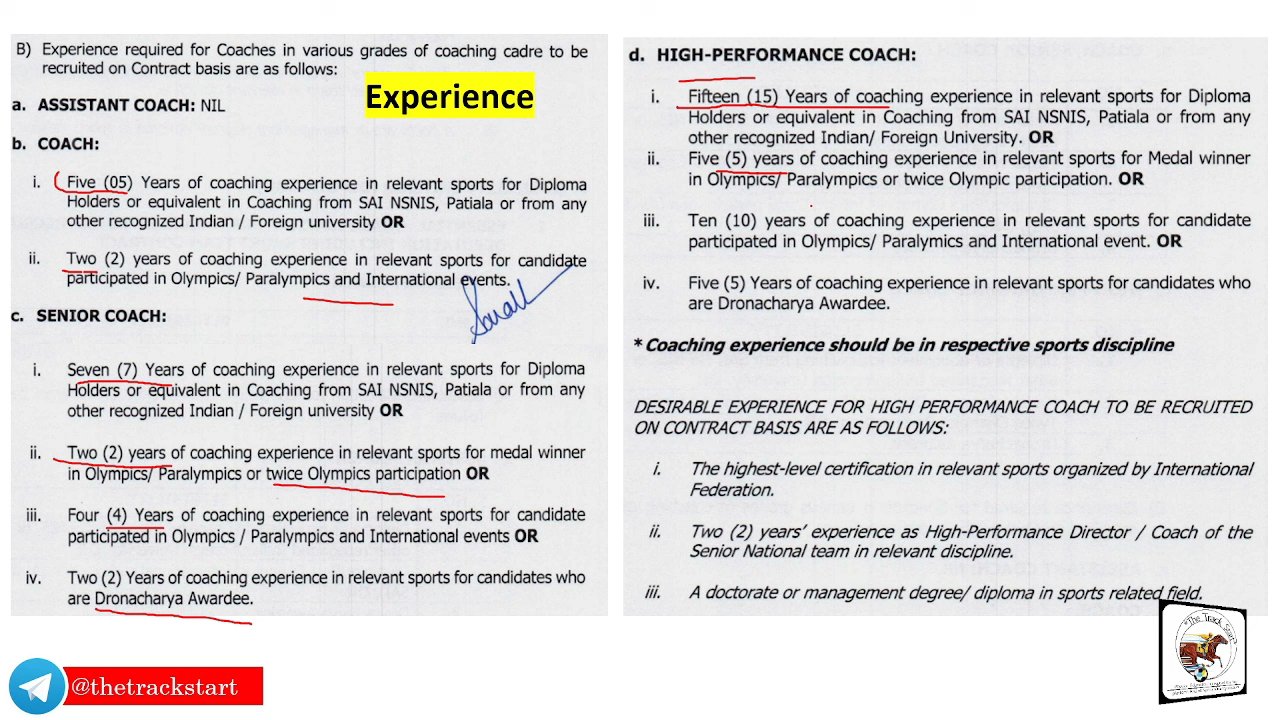 B) Experience required for Coaches in various grades of coaching cadre to be
recruited on Contract basis are as follows:
Experience
a. ASSISTANT COACH: NIL
b. COACH:
i. Five (05) Years of coaching experience in relevant sports for Diploma
Holders or equivalent in Coaching from SAI NSNIS, Patiala or from any
other recognized Indian / Foreign university OR
ii. Two (2) years of coaching experience in relevant sports for candidate
participated in Olympics/ Paralympics and International events.
c. SENIOR COACH:
i. Seven (7) Years of coaching experience in relevant sports for Diploma
Holders or equivalent in Coaching from SAI NSNIS, Patiala or from any
other recognized Indian / Foreign university OR
ii. Two (2) years of coaching experience in relevant sports for medal winner
in Olympics/ Paralympics or twice Olympics participation OR
iii. Four (4) Years of coaching experience in relevant sports for candidate
participated in Olympics / Paralympics and International events OR
iv. Two (2) Years of coaching experience in relevant sports for candidates who
are Dronacharya Awardee.
d. HIGH-PERFORMANCE COACH:
i. Fifteen (15) Years of coaching experience in relevant sports for Diploma
Holders or equivalent in Coaching from SAI NSNIS, Patiala or from any
other recognized Indian/ Foreign University. OR
ii. Five (5) years of coaching experience in relevant sports for Medal winner
in Olympics/ Paralympics or twice Olympic participation. OR
iii. Ten (10) years of coaching experience in relevant sports for candidate
participated in Olympics/ Paralymics and International event. OR
iv. Five (5) Years of coaching experience in relevant sports for candidates who
are Dronacharya Awardee.
* Coaching experience should be in respective sports discipline
DESIRABLE EXPERIENCE FOR HIGH PERFORMANCE COACH TO BE RECRUITED
ON CONTRACT BASIS ARE AS FOLLOWS:
i. The highest-level certification in relevant sports organized by International
Federation.
ii. Two (2) years' experience as High-Performance Director / Coach of the
Senior National team in relevant discipline.
iii. A doctorate or management degree/ diploma in sports related field.
@thetrackstart
"The Track Start"